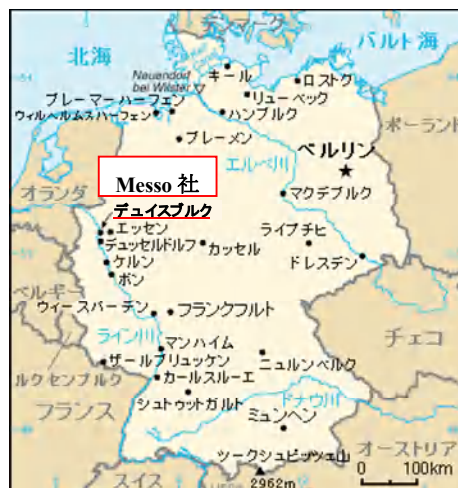 デンマーク
北海
バルト海
Neuendorf
bei Wilster
キール
ロストク
リューベック
ブレーマーハーフェン
ハンブルク
ウィルヘルムスハーフェン
ポーランド
ブレーメン
ベルリン
エルベ川
Messo 社
オランダ
マクデブルク
デュイスブルク
エッセン
ライプチヒ
デュッセルドルフ
カッセル
ドレスデン
ケルン
ボン
ベルギー
ウィースバーデン
フランクフルト
ライン川
チェコ
マンハイム
ザールブリュッケン
ニュルンベルク
ルクセンブルク
カールスルーエ
フランス
シュトゥットガルト
ドナウ川
ミュンヘン
オーストリア
ツークシュピッツェ山
スイス
2962m
0
100km